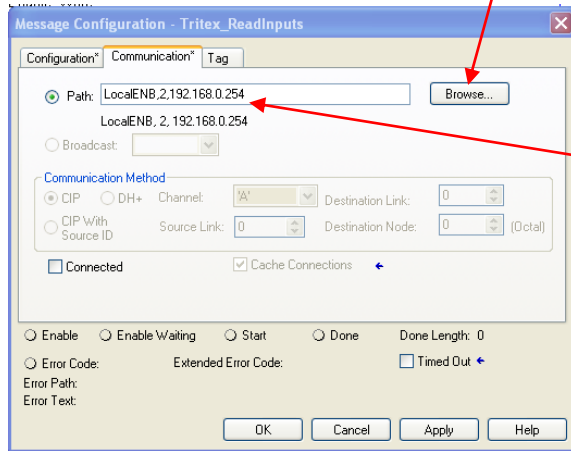 Message Configuration - Tritex_ReadInputs
Configuration* Communication* Tag
Path: LocalENB,2,192.168.0.254 Browse...
LocalENB, 2, 192.168.0.254
Broadcast:
Communication Method
CIP DH+ Channel: 'A' Destination Link: 0
CIP With Source ID Source Link: 0 Destination Node: 0 (Octal)
Connected Cache Connections
Enable Enable Waiting Start Done Done Length: 0
Error Code: Extended Error Code: Timed Out
Error Path:
Error Text:
OK Cancel Apply Help